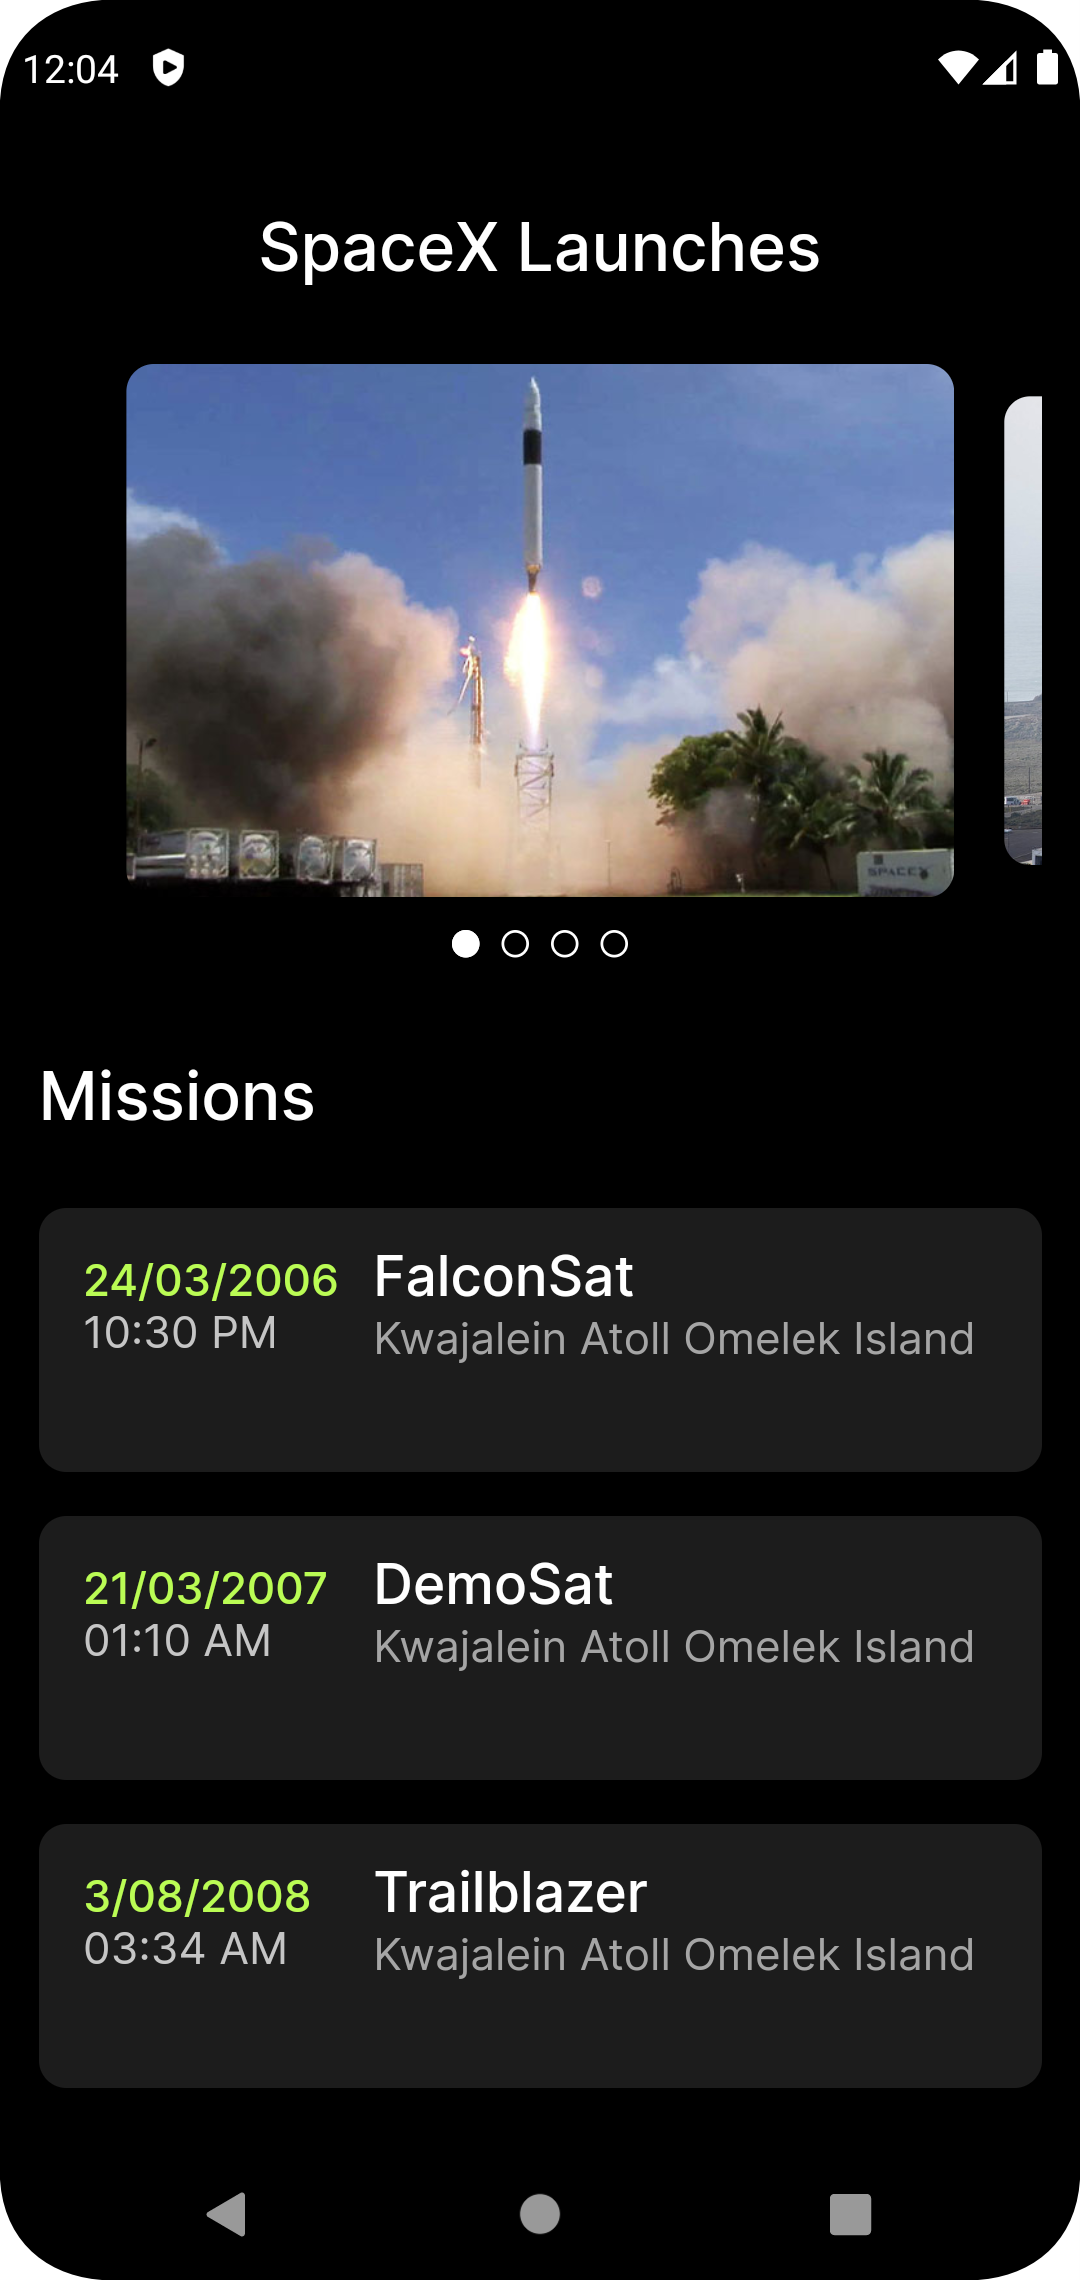 12:04
SpaceX Launches
SPACEX
Missions
24/03/2006
FalconSat
10:30 PM
Kwajalein Atoll Omelek Island
21/03/2007
DemoSat
01:10 AM
Kwajalein Atoll Omelek Island
3/08/2008
Trailblazer
03:34 AM
Kwajalein Atoll Omelek Island